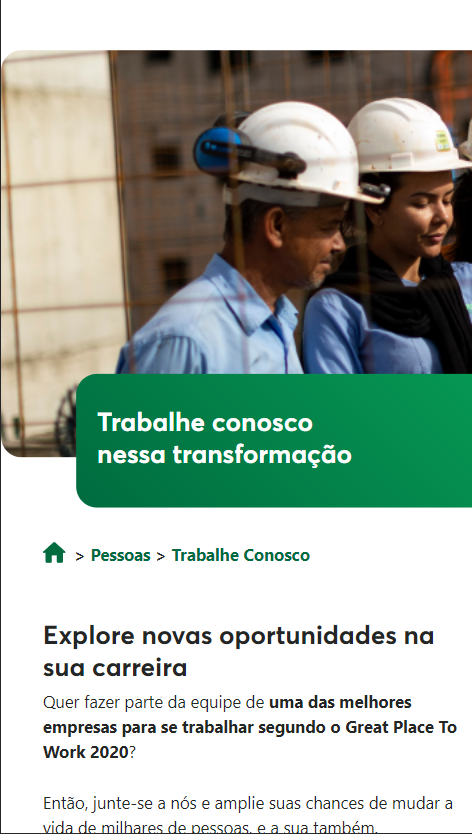 Trabalhe conosco
nessa transformação
> Pessoas > Trabalhe Conosco
Explore novas oportunidades na
sua carreira
Quer fazer parte da equipe de uma das melhores
empresas para se trabalhar segundo o Great Place To
Work 2020?
Então, junte-se a nós e amplie suas chances de mudar a
vida de milhares de pessoas, e a sua também.